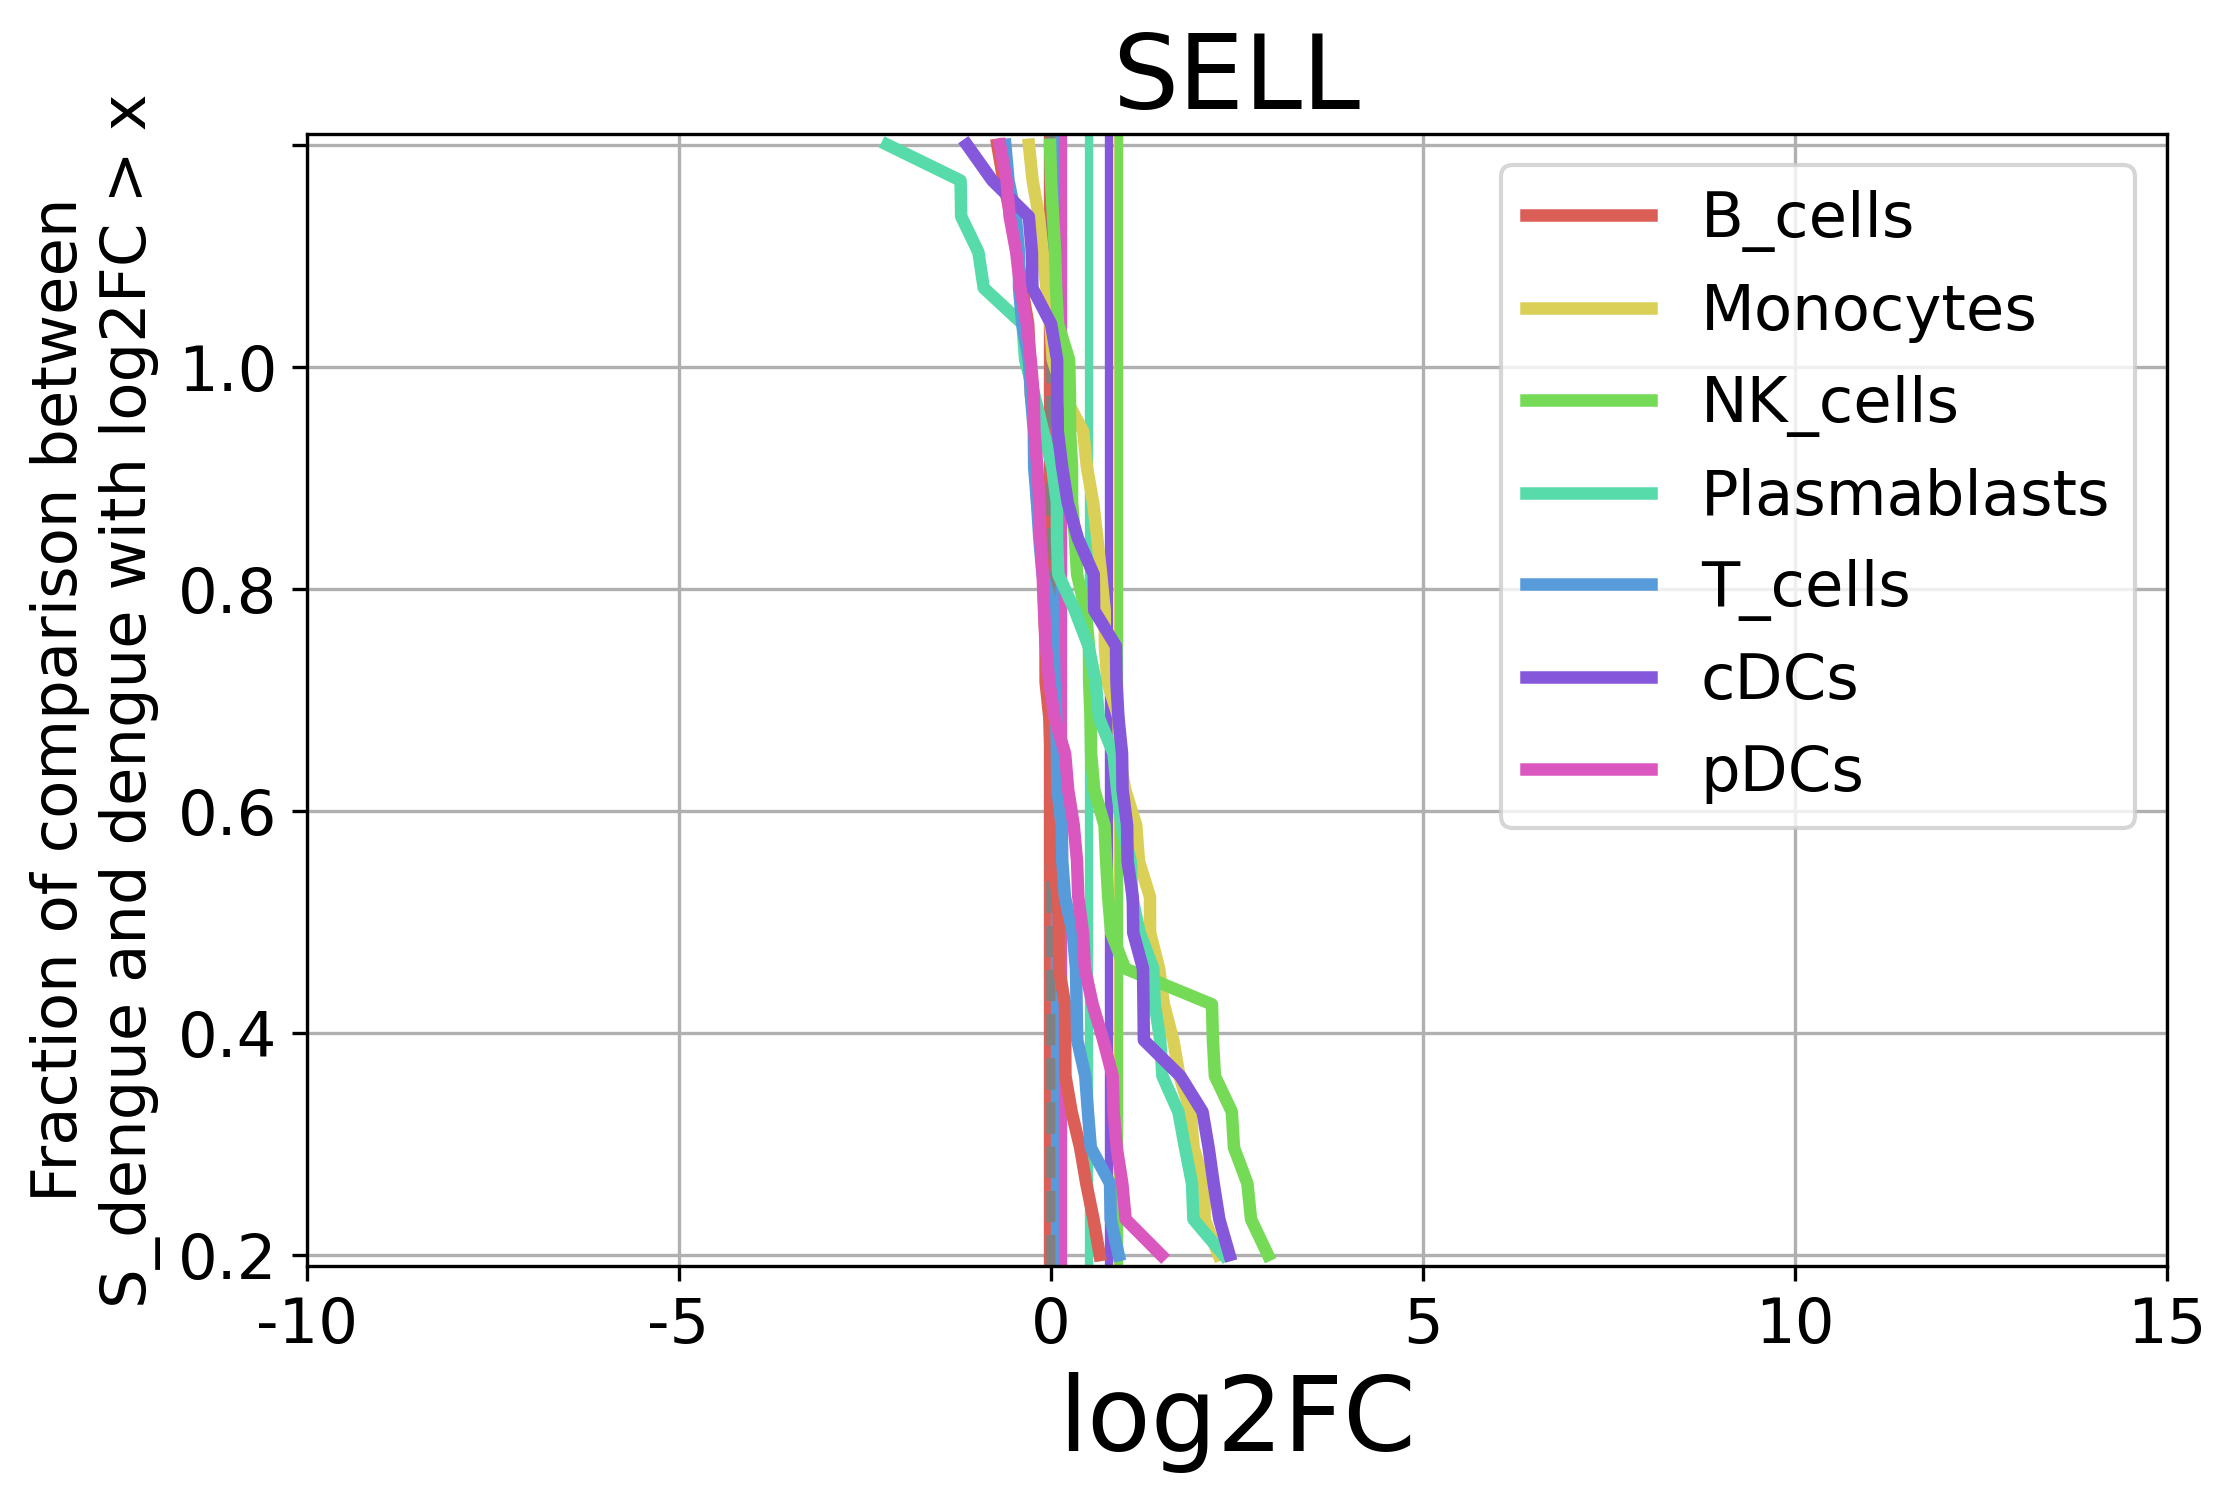 SELL
Fraction of comparison between
S_dengue and dengue with log2FC > x
1.0
0.8
0.6
0.4
0.2
-10
-5
0
5
10
15
log2FC
B_cells
Monocytes
NK_cells
Plasmablasts
T_cells
cDCs
pDCs